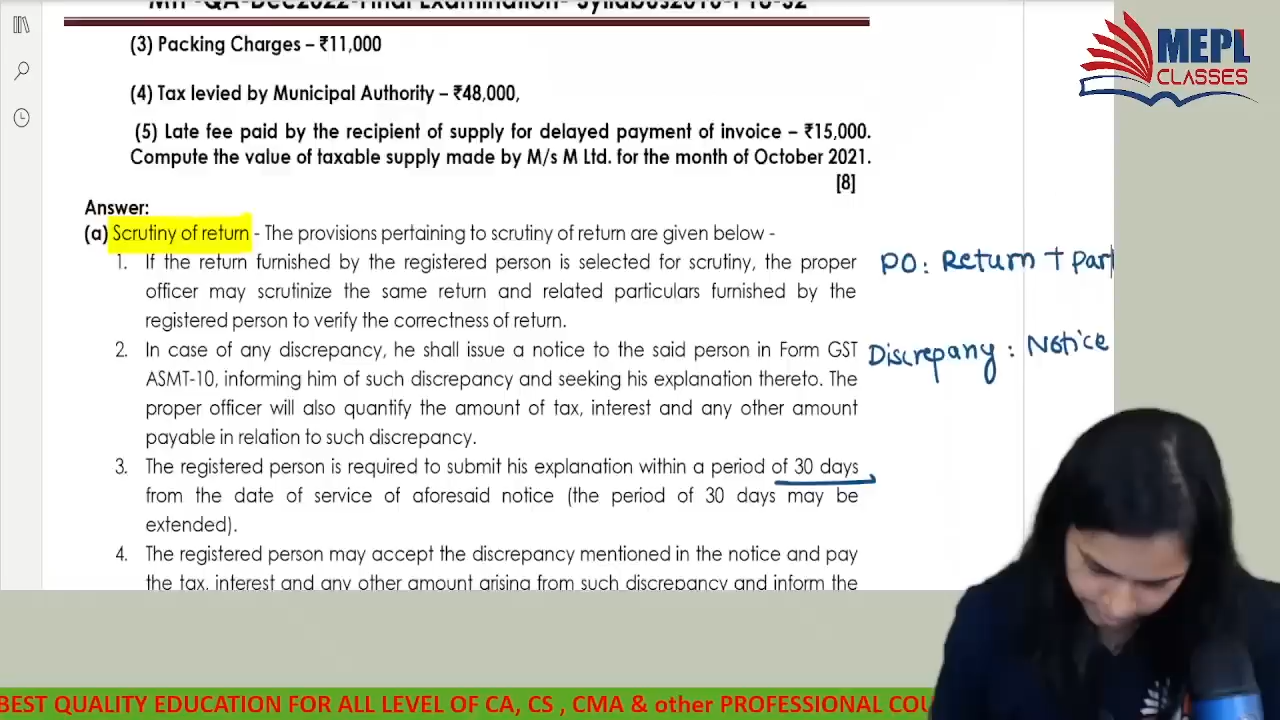 MTP-QA-Dec2022-Final Examination- Syllabus2016-P18-S2
(3) Packing Charges – ₹11,000
MEPL
CLASSES
(4) Tax levied by Municipal Authority – ₹48,000,
(5) Late fee paid by the recipient of supply for delayed payment of invoice – ₹15,000.
Compute the value of taxable supply made by M/s M Ltd. for the month of October 2021.
[8]
Answer:
(a) Scrutiny of return - The provisions pertaining to scrutiny of return are given below -
1. If the return furnished by the registered person is selected for scrutiny, the proper
officer may scrutinize the same return and related particulars furnished by the
registered person to verify the correctness of return.
PO: Return + par
2. In case of any discrepancy, he shall issue a notice to the said person in Form GST
ASMT-10, informing him of such discrepancy and seeking his explanation thereto. The
proper officer will also quantify the amount of tax, interest and any other amount
payable in relation to such discrepancy.
Discrepany : Notice
3. The registered person is required to submit his explanation within a period of 30 days
from the date of service of aforesaid notice (the period of 30 days may be
extended).
4. The registered person may accept the discrepancy mentioned in the notice and pay
the tax, interest and any other amount arising from such discrepancy and inform the
BEST QUALITY EDUCATION FOR ALL LEVEL OF CA, CS , CMA & other PROFESSIONAL COU